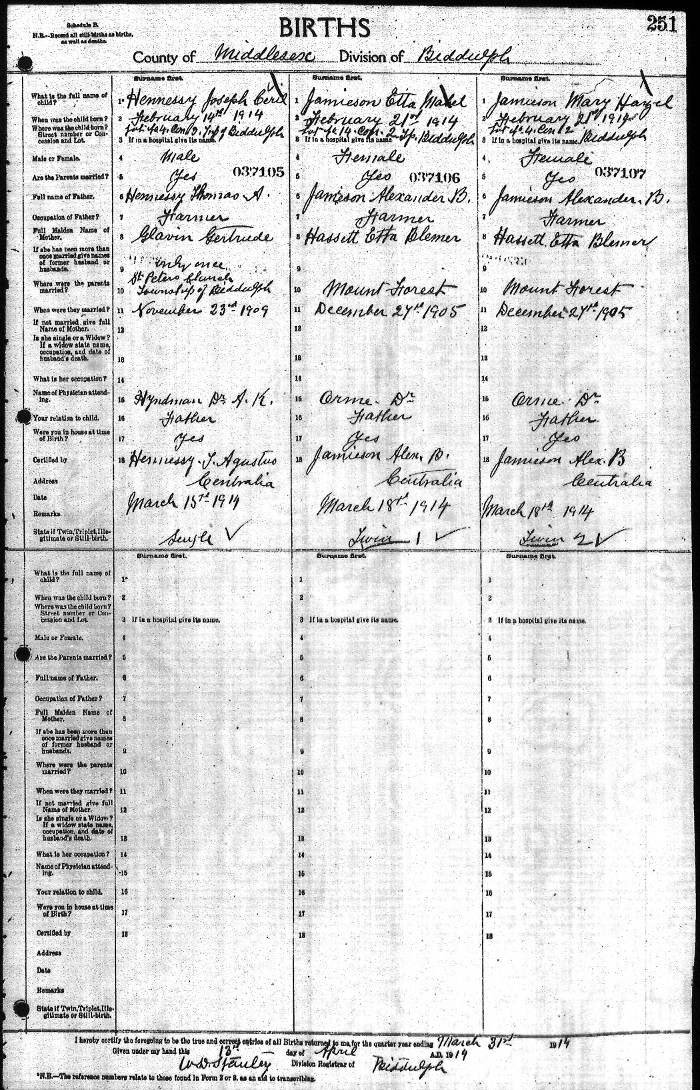 Schedule B.
N.B.—Record all still-births as births, as well as deaths.
BIRTHS
251
County of Middlesex Division of Biddulph
Surname first. Surname first. Surname first.
What is the full name of child? 1* Hennessy Joseph Cecil 1 Jamieson Etta Mabel 1 Jamieson Mary Hazel
When was the child born? 2 February 14th 1914 2 February 21st 1914 2 February 21st 1914
Where was the child born? Street number or Concession and Lot. 3 If in a hospital give its name. Tp of Biddulph 3 If in a hospital give its name. Con. 2 Tp. Biddulph 3 If in a hospital give its name. Con 2 Biddulph
Male or Female. 4 Male 4 Female 4 Female
Are the Parents married? 5 Yes 037105 5 Yes 037106 5 Yes 037107
Full name of Father. 6 Hennessy Thomas A. 6 Jamieson Alexander B. 6 Jamieson Alexander. B.
Occupation of Father? 7 Farmer 7 Farmer 7 Farmer
Full Maiden Name of Mother. 8 Glavin Gertrude 8 Hassett Etta Blemer 8 Hassett Etta Blemer
If she has been more than once married give names of former husband or husbands. 9 only once 9 9
Where were the parents married? 10 St Peters Church Township of Biddulph 10 Mount Forest 10 Mount Forest
When were they married? 11 November 23rd 1909 11 December 27th 1905 11 December 27th 1905
If not married give full Name of Mother. 12 12 12
Is she single or a Widow? If a widow state name, occupation, and date of husband's death. 13 13 13
What is her occupation? 14 14 14
Name of Physician attending. 15 Hyndman Dr A. K. 15 Orme. Dr 15 Orme. Dr
Your relation to child. 16 Father 16 Father 16 Father
Were you in house at time of Birth? 17 Yes 17 Yes 17 Yes
Certified by 18 Hennessy. T. Agustus 18 Jamieson Alex. B. 18 Jamieson Alex. B
Address Centralia Centralia Centralia
Date March 15th 1914 March 18th 1914 March 18th 1914
Remarks
State if Twin, Triplet, Illegitimate or Still-birth. Single ✓ Twin 1 ✓ Twin 2 ✓
Surname first. Surname first. Surname first.
What is the full name of child? 1* 1 1
When was the child born? 2 2 2
Where was the child born? Street number or Concession and Lot. 3 If in a hospital give its name. 3 If in a hospital give its name. 3 If in a hospital give its name.
Male or Female. 4 4 4
Are the Parents married? 5 5 5
Full name of Father. 6 6 6
Occupation of Father? 7 7 7
Full Maiden Name of Mother. 8 8 8
If she has been more than once married give names of former husband or husbands. 9 9 9
Where were the parents married? 10 10 10
When were they married? 11 11 11
If not married give full Name of Mother. 12 12 12
Is she single or a Widow? If a widow state name, occupation, and date of husband's death. 13 13 13
What is her occupation? 14 14 14
Name of Physician attending. 15 15 15
Your relation to child. 16 16 16
Were you in house at time of Birth? 17 17 17
Certified by 18 18 18
Address
Date
Remarks
State if Twin, Triplet, Illegitimate or Still-birth.
I hereby certify the foregoing to be the true and correct entries of all Births returned to me for the quarter year ending March 31st 1914
Given under my hand this 13th day of April A.D. 1914
W. D. Stanley Division Registrar of Biddulph
*N.B.—The reference numbers relate to those found in Form 2 or 9. as an aid to transcribing.